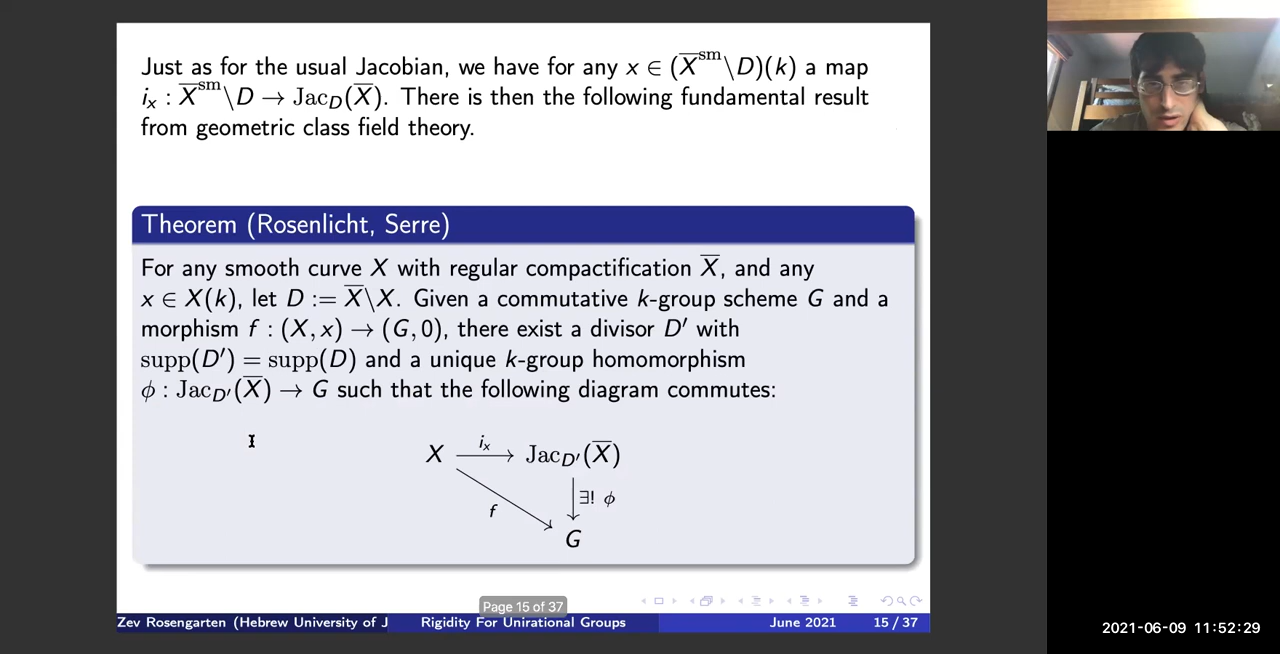 Just as for the usual Jacobian, we have for any x ∈ (X̅ˢᵐ\D)(k) a map
iₓ : X̅ˢᵐ\D → Jac_D(X̅). There is then the following fundamental result
from geometric class field theory.
Theorem (Rosenlicht, Serre)
For any smooth curve X with regular compactification X̅, and any
x ∈ X(k), let D := X̅\X. Given a commutative k-group scheme G and a
morphism f : (X, x) → (G, 0), there exist a divisor D′ with
supp(D′) = supp(D) and a unique k-group homomorphism
ϕ : Jac_D′(X̅) → G such that the following diagram commutes:
iₓ
X → Jac_D′(X̅)
∃! ϕ
f
G
Page 15 of 37
Zev Rosengarten (Hebrew University of J
Rigidity For Unirational Groups
June 2021
15 / 37
2021-06-09 11:52:29